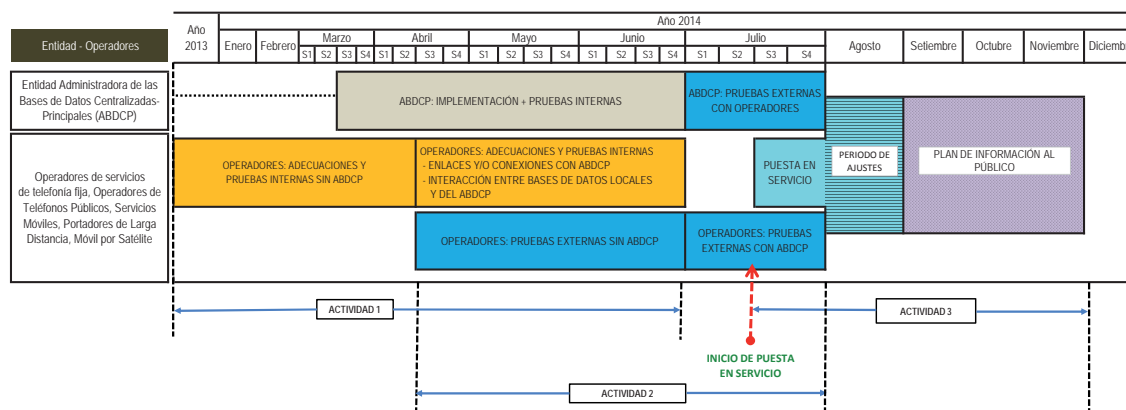 Entidad - Operadores
Año
2013
Año 2014
Enero
Febrero
Marzo
Abril
Mayo
Junio
Julio
Agosto
Setiembre
Octubre
Noviembre
Diciemb
S1 S2 S3 S4 S1 S2 S3 S4 S1 S2 S3 S4 S1 S2 S3 S4 S1 S2 S3 S4
Entidad Administradora de las
Bases de Datos Centralizadas-
Principales (ABDCP)
ABDCP: IMPLEMENTACIÓN + PRUEBAS INTERNAS
ABDCP: PRUEBAS EXTERNAS
CON OPERADORES
Operadores de servicios
de telefonía fija, Operadores de
Teléfonos Públicos, Servicios
Móviles, Portadores de Larga
Distancia, Móvil por Satélite
OPERADORES: ADECUACIONES Y
PRUEBAS INTERNAS SIN ABDCP
OPERADORES: ADECUACIONES Y PRUEBAS INTERNAS
- ENLACES Y/O CONEXIONES CON ABDCP
- INTERACCIÓN ENTRE BASES DE DATOS LOCALES
Y DEL ABDCP
PUESTA EN
SERVICIO
PERIODO DE
AJUSTES
PLAN DE INFORMACIÓN AL
PÚBLICO
OPERADORES: PRUEBAS EXTERNAS SIN ABDCP
OPERADORES: PRUEBAS
EXTERNAS CON ABDCP
ACTIVIDAD 1
ACTIVIDAD 3
INICIO DE PUESTA
EN SERVICIO
ACTIVIDAD 2